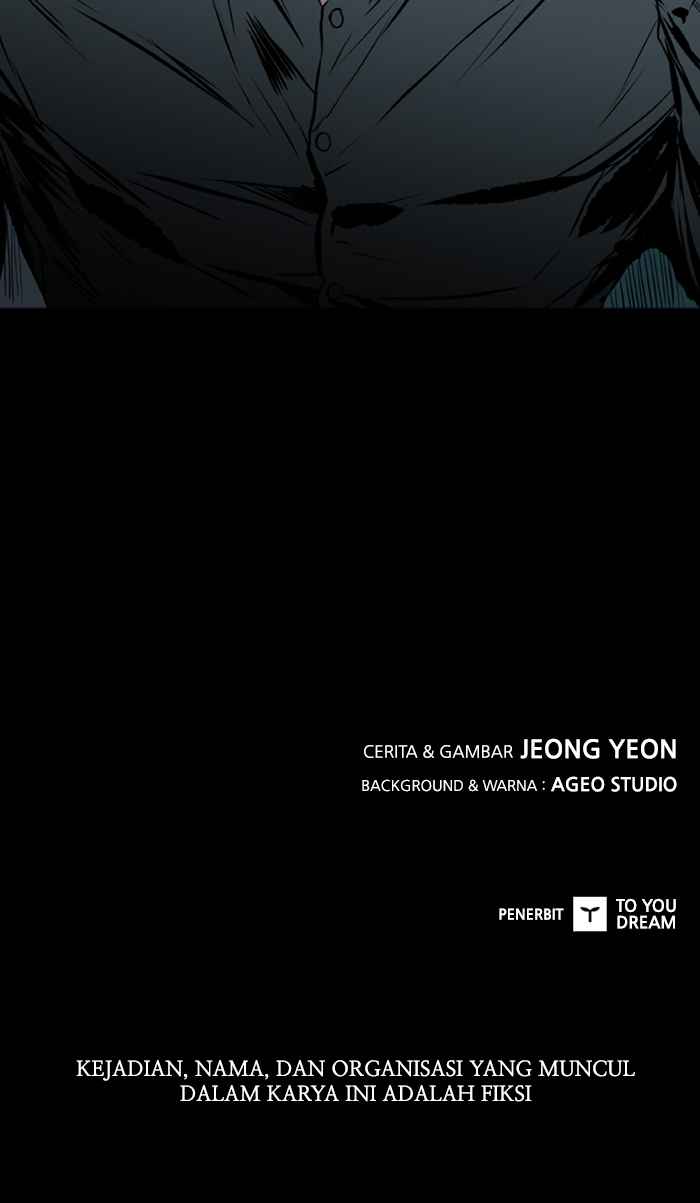 CERITA & GAMBAR JEONG YEON
BACKGROUND & WARNA : AGEO STUDIO
PENERBIT TO YOU
DREAM
KEJADIAN, NAMA, DAN ORGANISASI YANG MUNCUL
DALAM KARYA INI ADALAH FIKSI